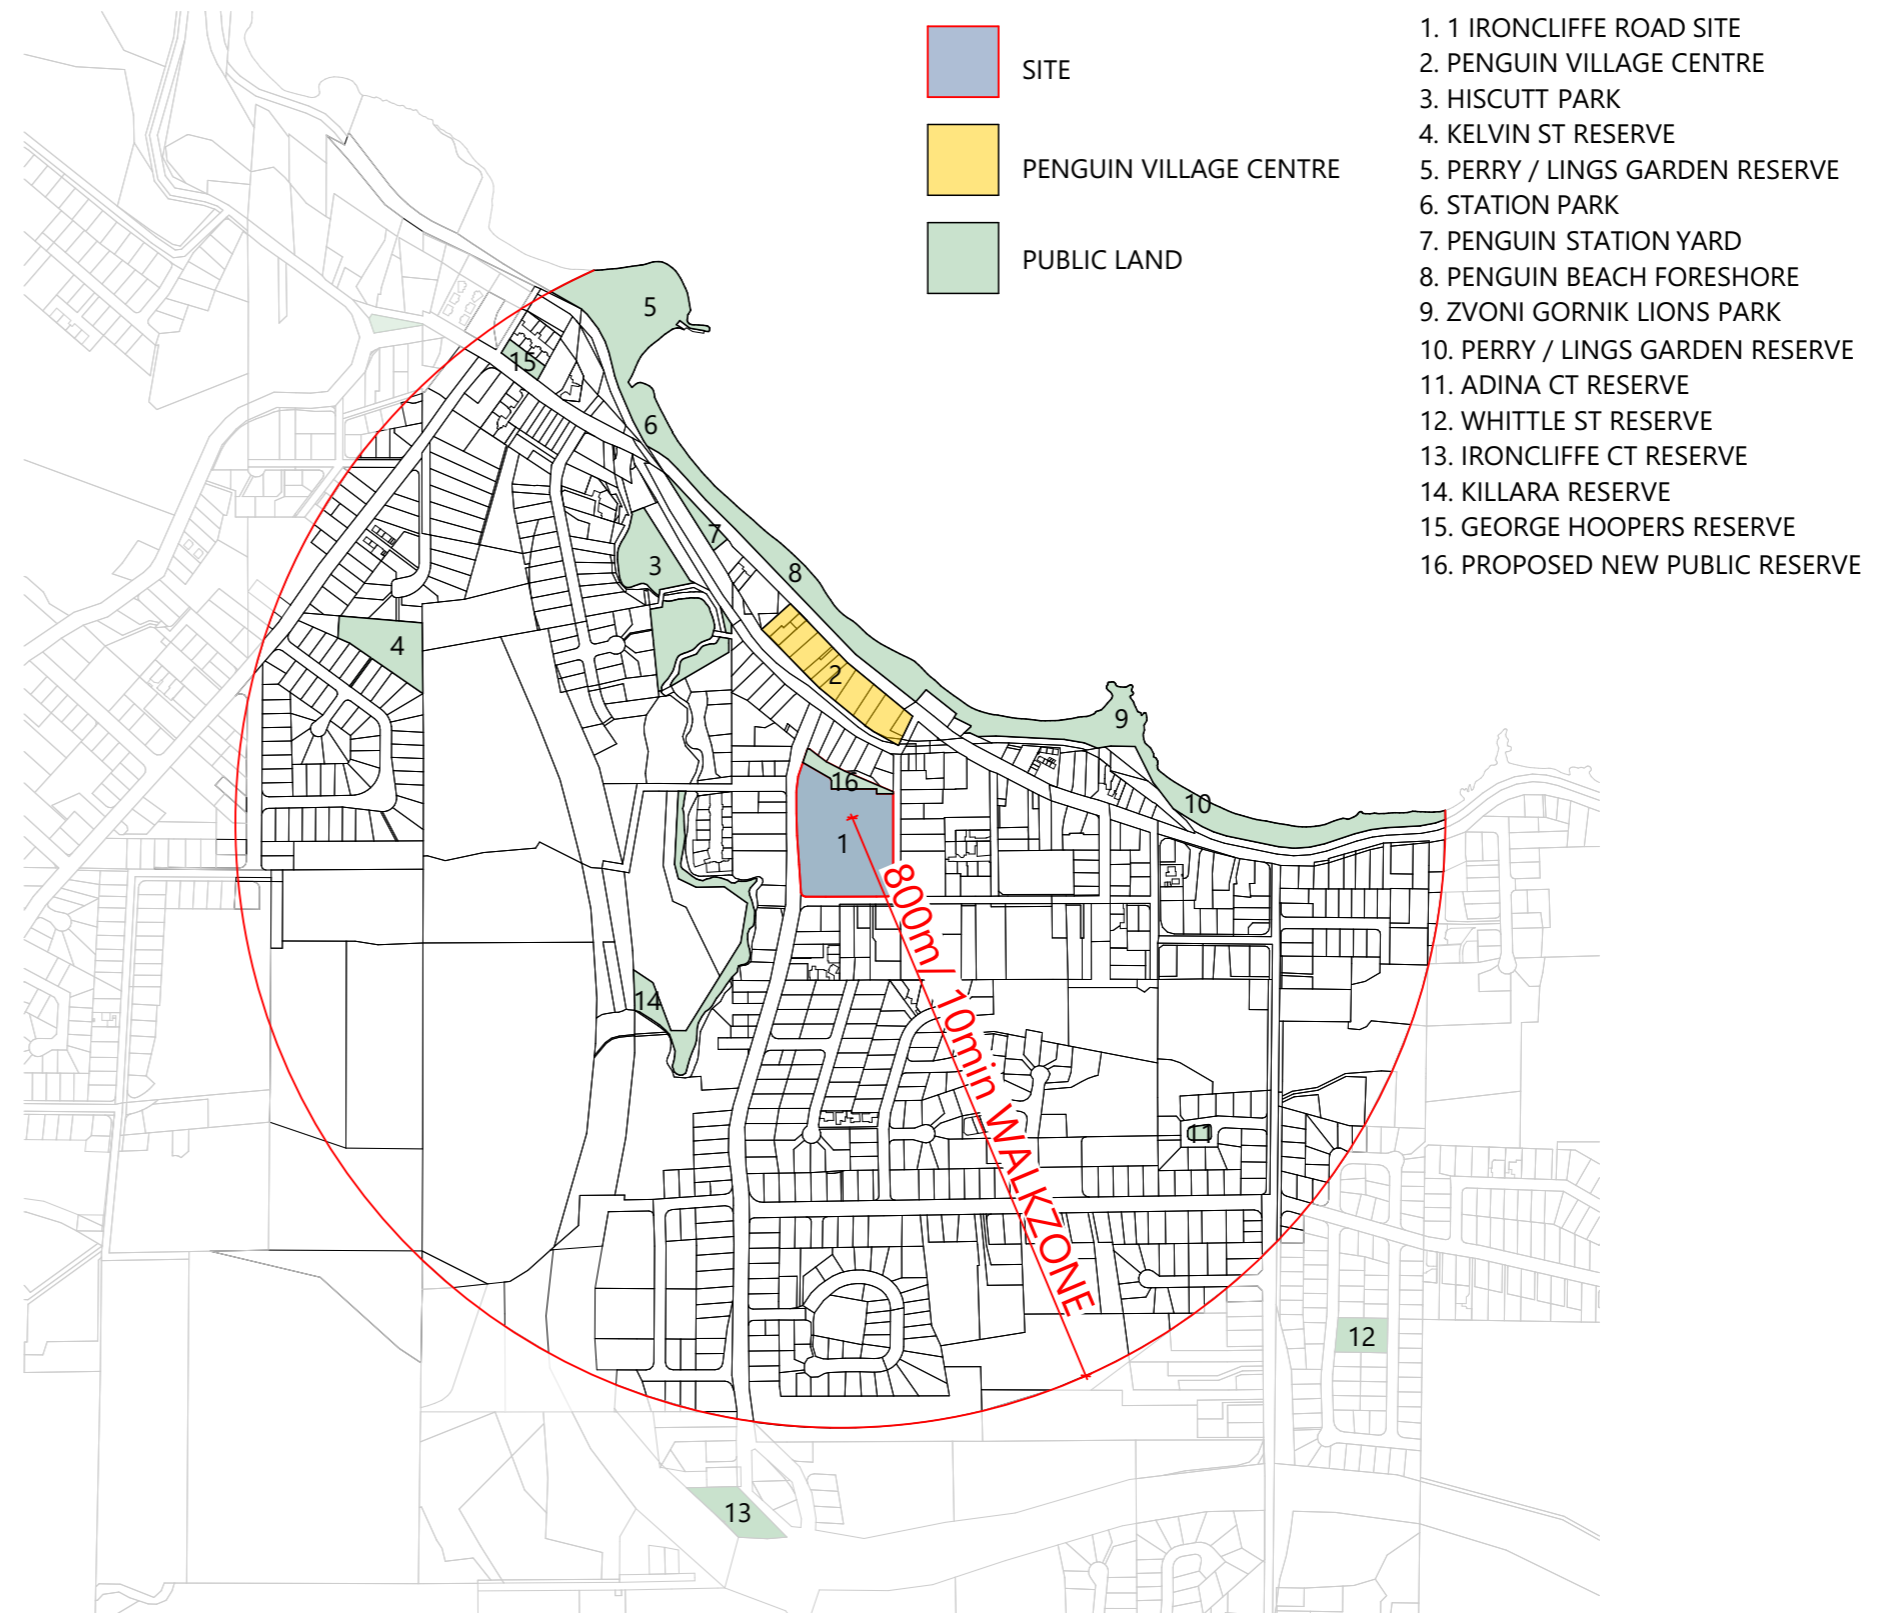 SITE
PENGUIN VILLAGE CENTRE
PUBLIC LAND
1. 1 IRONCLIFFE ROAD SITE
2. PENGUIN VILLAGE CENTRE
3. HISCUTT PARK
4. KELVIN ST RESERVE
5. PERRY / LINGS GARDEN RESERVE
6. STATION PARK
7. PENGUIN STATION YARD
8. PENGUIN BEACH FORESHORE
9. ZVONI GORNIK LIONS PARK
10. PERRY / LINGS GARDEN RESERVE
11. ADINA CT RESERVE
12. WHITTLE ST RESERVE
13. IRONCLIFFE CT RESERVE
14. KILLARA RESERVE
15. GEORGE HOOPERS RESERVE
16. PROPOSED NEW PUBLIC RESERVE
5
15
6
7
3
8
4
2
9
16
10
1
800m/ 10min WALKZONE
14
11
12
13